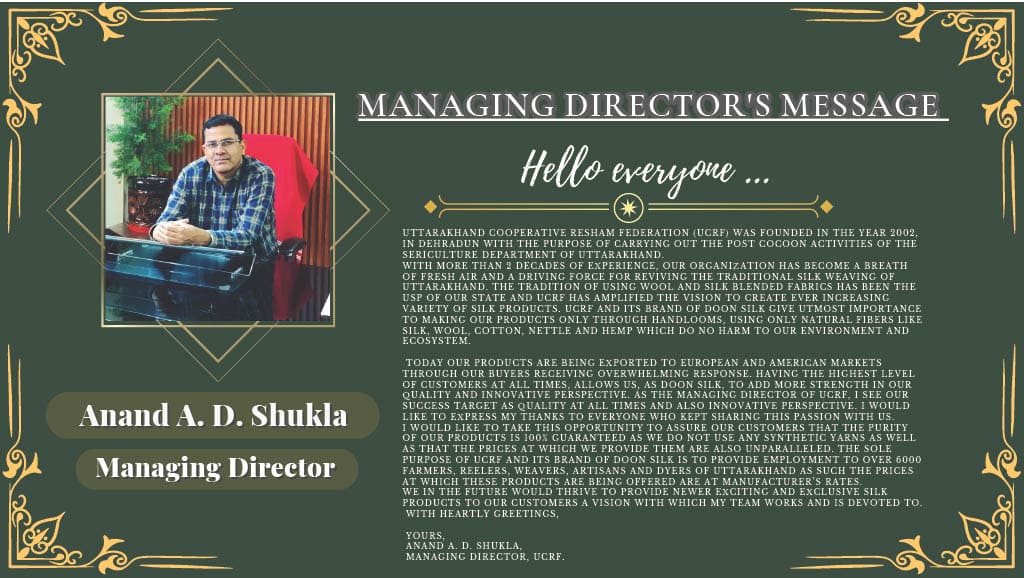 MANAGING DIRECTOR'S MESSAGE
Hello everyone ...
UTTARAKHAND COOPERATIVE RESHAM FEDERATION (UCRF) WAS FOUNDED IN THE YEAR 2002,
IN DEHRADUN WITH THE PURPOSE OF CARRYING OUT THE POST COCOON ACTIVITIES OF THE
SERICULTURE DEPARTMENT OF UTTARAKHAND.
WITH MORE THAN 2 DECADES OF EXPERIENCE, OUR ORGANIZATION HAS BECOME A BREATH
OF FRESH AIR AND A DRIVING FORCE FOR REVIVING THE TRADITIONAL SILK WEAVING OF
UTTARAKHAND. THE TRADITION OF USING WOOL AND SILK BLENDED FABRICS HAS BEEN THE
USP OF OUR STATE AND UCRF HAS AMPLIFIED THE VISION TO CREATE EVER INCREASING
VARIETY OF SILK PRODUCTS. UCRF AND ITS BRAND OF DOON SILK GIVE UTMOST IMPORTANCE
TO MAKING OUR PRODUCTS ONLY THROUGH HANDLOOMS, USING ONLY NATURAL FIBERS LIKE
SILK, WOOL, COTTON, NETTLE AND HEMP WHICH DO NO HARM TO OUR ENVIRONMENT AND
ECOSYSTEM.
TODAY OUR PRODUCTS ARE BEING EXPORTED TO EUROPEAN AND AMERICAN MARKETS
THROUGH OUR BUYERS RECEIVING OVERWHELMING RESPONSE. HAVING THE HIGHEST LEVEL
OF CUSTOMERS AT ALL TIMES, ALLOWS US, AS DOON SILK, TO ADD MORE STRENGTH IN OUR
QUALITY AND INNOVATIVE PERSPECTIVE. AS THE MANAGING DIRECTOR OF UCRF, I SEE OUR
SUCCESS TARGET AS QUALITY AT ALL TIMES AND ALSO INNOVATIVE PERSPECTIVE. I WOULD
LIKE TO EXPRESS MY THANKS TO EVERYONE WHO KEPT SHARING THIS PASSION WITH US.
I WOULD LIKE TO TAKE THIS OPPORTUNITY TO ASSURE OUR CUSTOMERS THAT THE PURITY
OF OUR PRODUCTS IS 100% GUARANTEED AS WE DO NOT USE ANY SYNTHETIC YARNS AS WELL
AS THAT THE PRICES AT WHICH WE PROVIDE THEM ARE ALSO UNPARALLELED. THE SOLE
PURPOSE OF UCRF AND ITS BRAND OF DOON SILK IS TO PROVIDE EMPLOYMENT TO OVER 6000
FARMERS, REELERS, WEAVERS, ARTISANS AND DYERS OF UTTARAKHAND AS SUCH THE PRICES
AT WHICH THESE PRODUCTS ARE BEING OFFERED ARE AT MANUFACTURER'S RATES.
WE IN THE FUTURE WOULD THRIVE TO PROVIDE NEWER EXCITING AND EXCLUSIVE SILK
PRODUCTS TO OUR CUSTOMERS A VISION WITH WHICH MY TEAM WORKS AND IS DEVOTED TO.
WITH HEARTLY GREETINGS,
YOURS,
ANAND A. D. SHUKLA,
MANAGING DIRECTOR, UCRF.
Anand A. D. Shukla
Managing Director